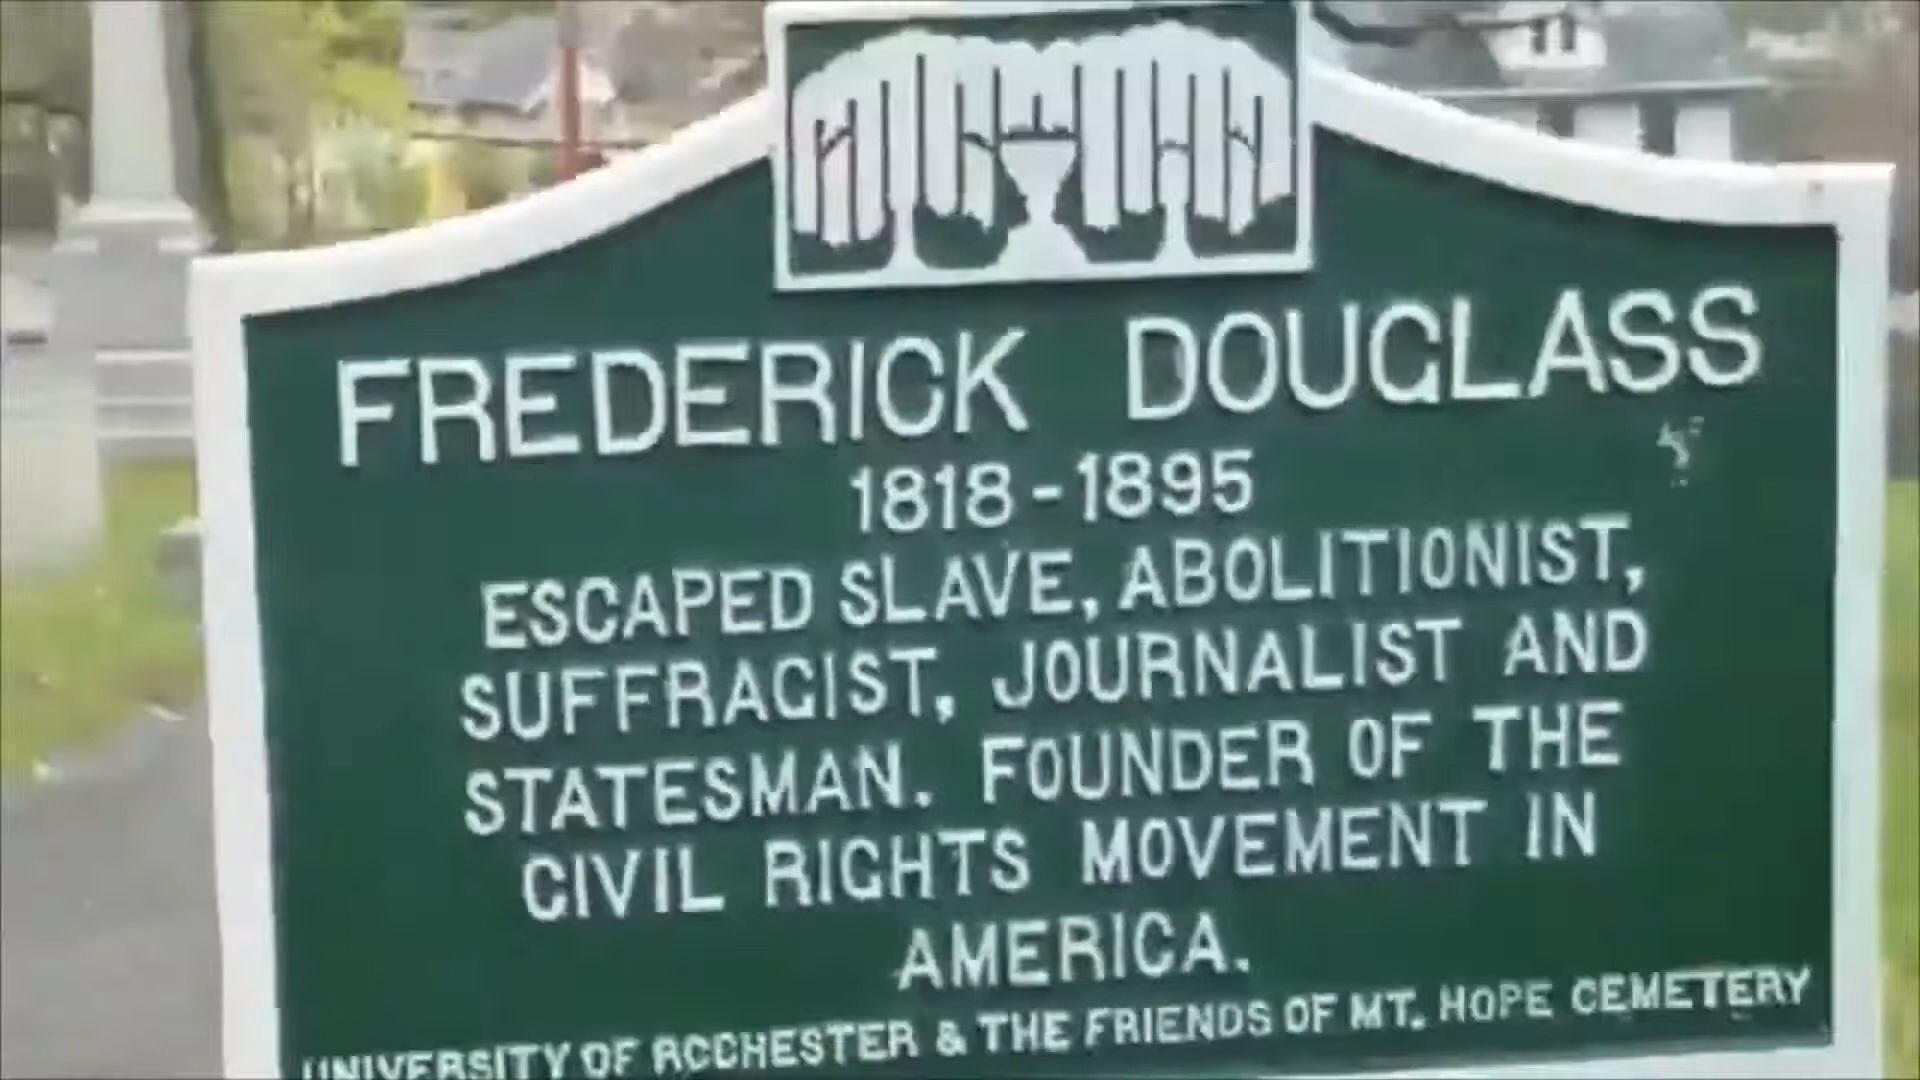 FREDERICK DOUGLASS
1818-1895
ESCAPED SLAVE, ABOLITIONIST,
SUFFRAGIST, JOURNALIST AND
STATESMAN. FOUNDER OF THE
CIVIL RIGHTS MOVEMENT IN
AMERICA.
UNIVERSITY OF ROCHESTER & THE FRIENDS OF MT. HOPE CEMETERY